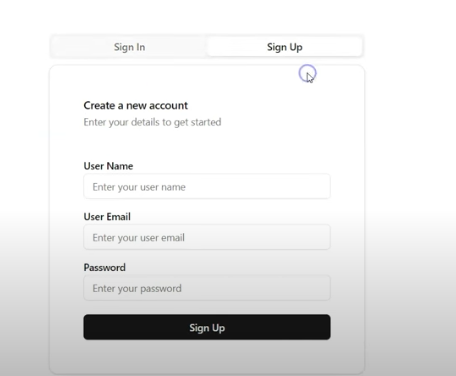 Sign In
Sign Up
Create a new account
Enter your details to get started
User Name
Enter your user name
User Email
Enter your user email
Password
Enter your password
Sign Up